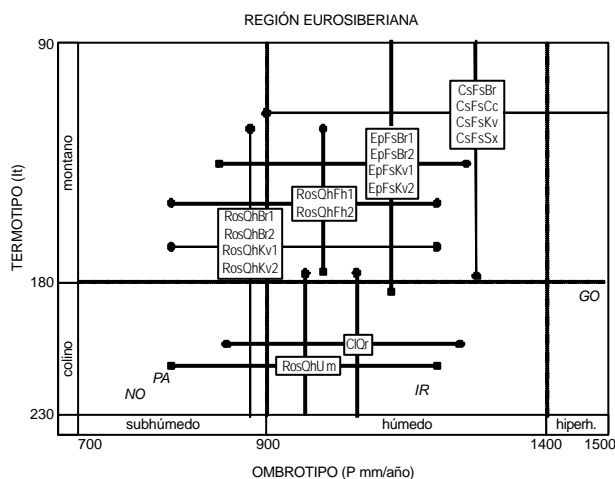 REGIÓN EUROSIBERIANA
90
CsFsBr
CsFsCc
CsFsKv
CsFsSx
EpFsBr1
EpFsBr2
EpFsKv1
EpFsKv2
montano
RosQhFh1
RosQhFh2
RosQhBr1
RosQhBr2
RosQhKv1
RosQhKv2
TERMOTIPO (It)
180
GO
colino
ClQr
RosQhUm
PA
NO
IR
230
subhúmedo
húmedo
hiperh.
700
900
1400
1500
OMBROTIPO (P mm/año)